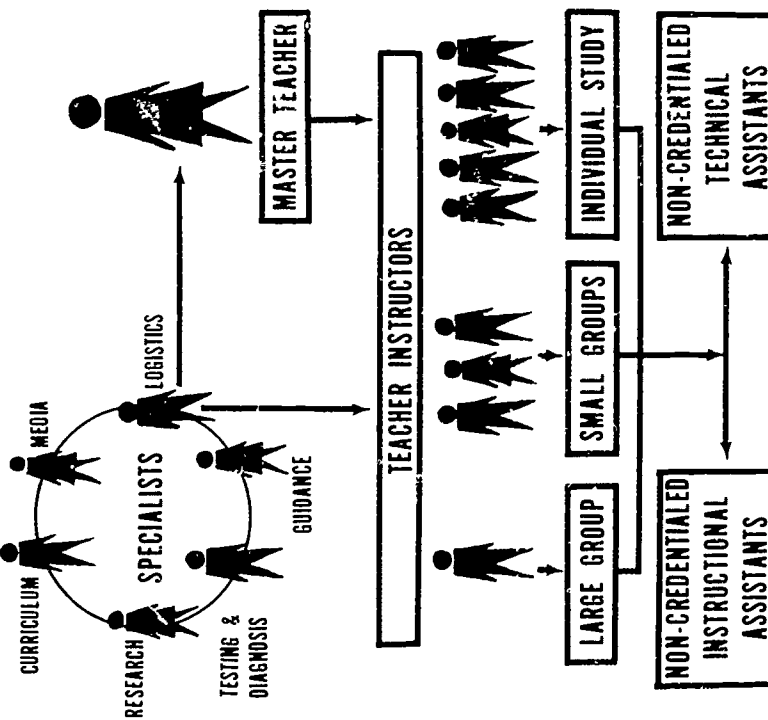 CURRICULUM
MEDIA
RESEARCH
SPECIALISTS
LOGISTICS
TESTING &
DIAGNOSIS
GUIDANCE
MASTER TEACHER
TEACHER INSTRUCTORS
LARGE GROUP
SMALL GROUPS
INDIVIDUAL STUDY
NON-CREDENTIALED
INSTRUCTIONAL
ASSISTANTS
NON-CREDENTIALED
TECHNICAL
ASSISTANTS